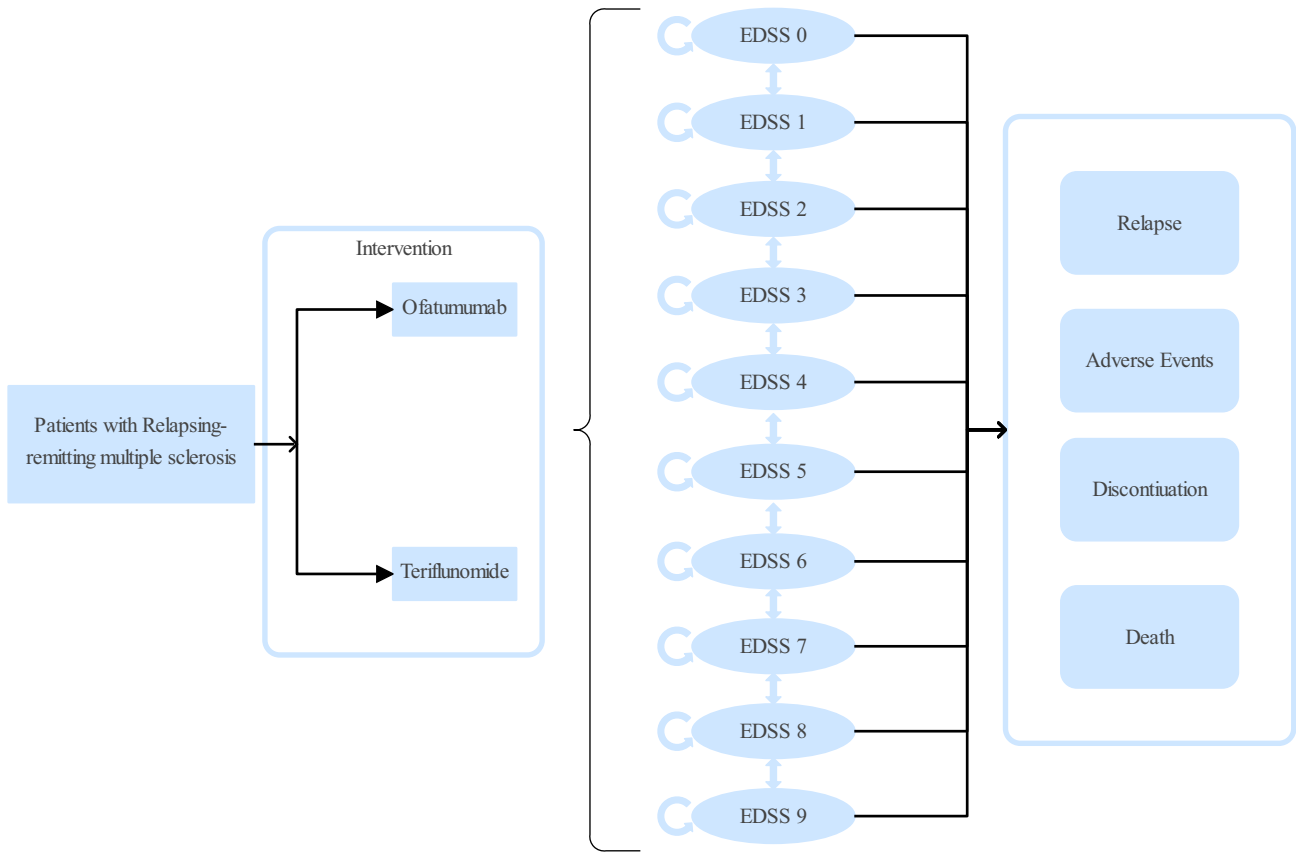 Patients with Relapsing-
remitting multiple sclerosis
Intervention
Ofatumumab
Teriflunomide
EDSS 0
EDSS 1
EDSS 2
EDSS 3
EDSS 4
EDSS 5
EDSS 6
EDSS 7
EDSS 8
EDSS 9
Relapse
Adverse Events
Discontiuation
Death